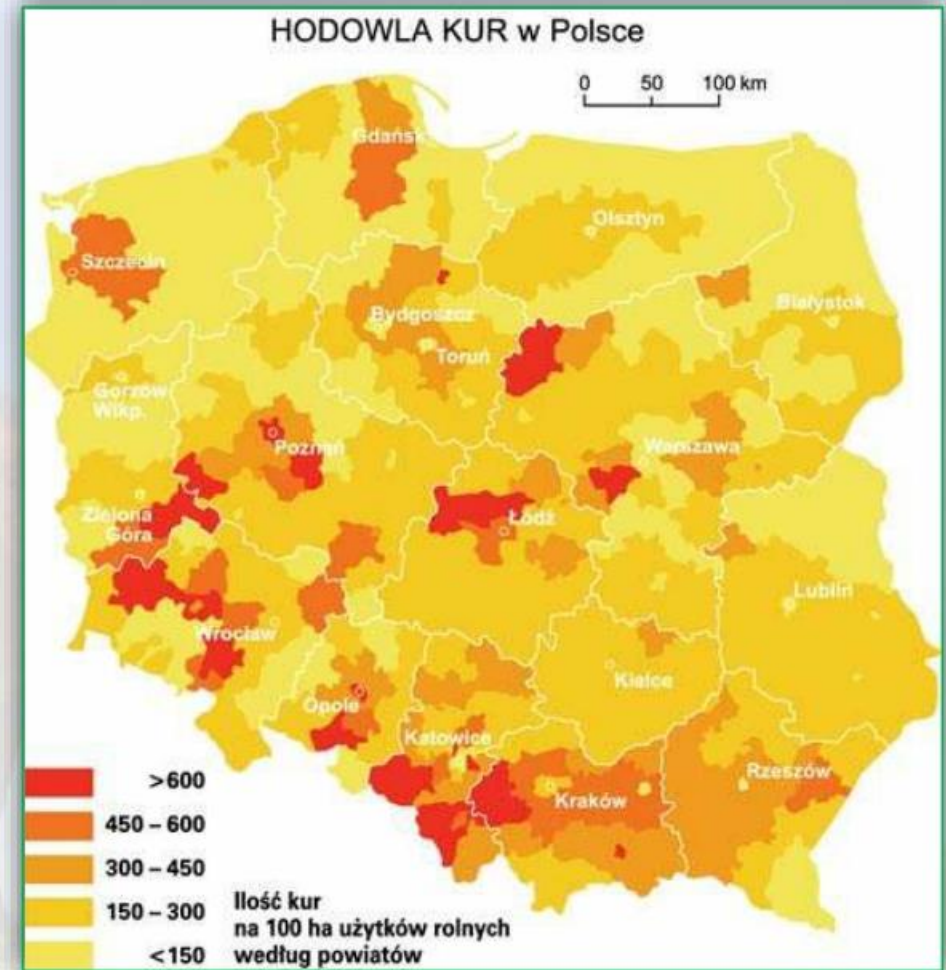 HODOWLA KUR w Polsce
0 50 100 km
Gdańsk
Olsztyn
Szczecin
Białystok
Bydgoszcz
Toruń
Gorzów
Wlkp.
Poznań
Warszawa
Zielona
Góra
Łódź
Lublin
Wrocław
Kielce
Opole
Katowice
Rzeszów
Kraków
>600
450 – 600
300 – 450
150 – 300
<150
Ilość kur
na 100 ha użytków rolnych
według powiatów